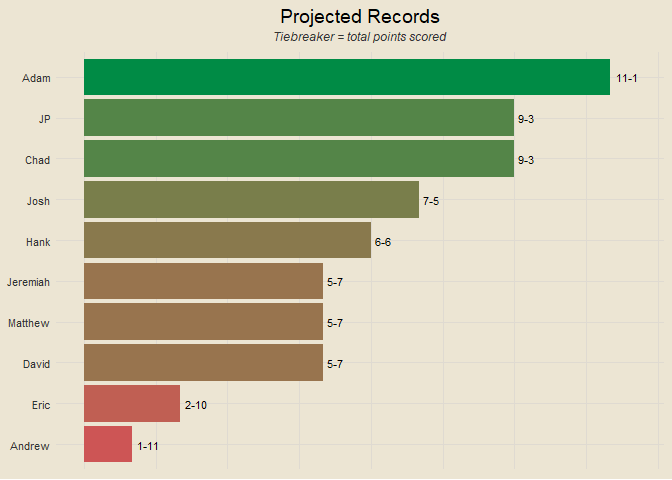 Projected Records
Tiebreaker = total points scored
Adam 11-1
JP 9-3
Chad 9-3
Josh 7-5
Hank 6-6
Jeremiah 5-7
Matthew 5-7
David 5-7
Eric 2-10
Andrew 1-11